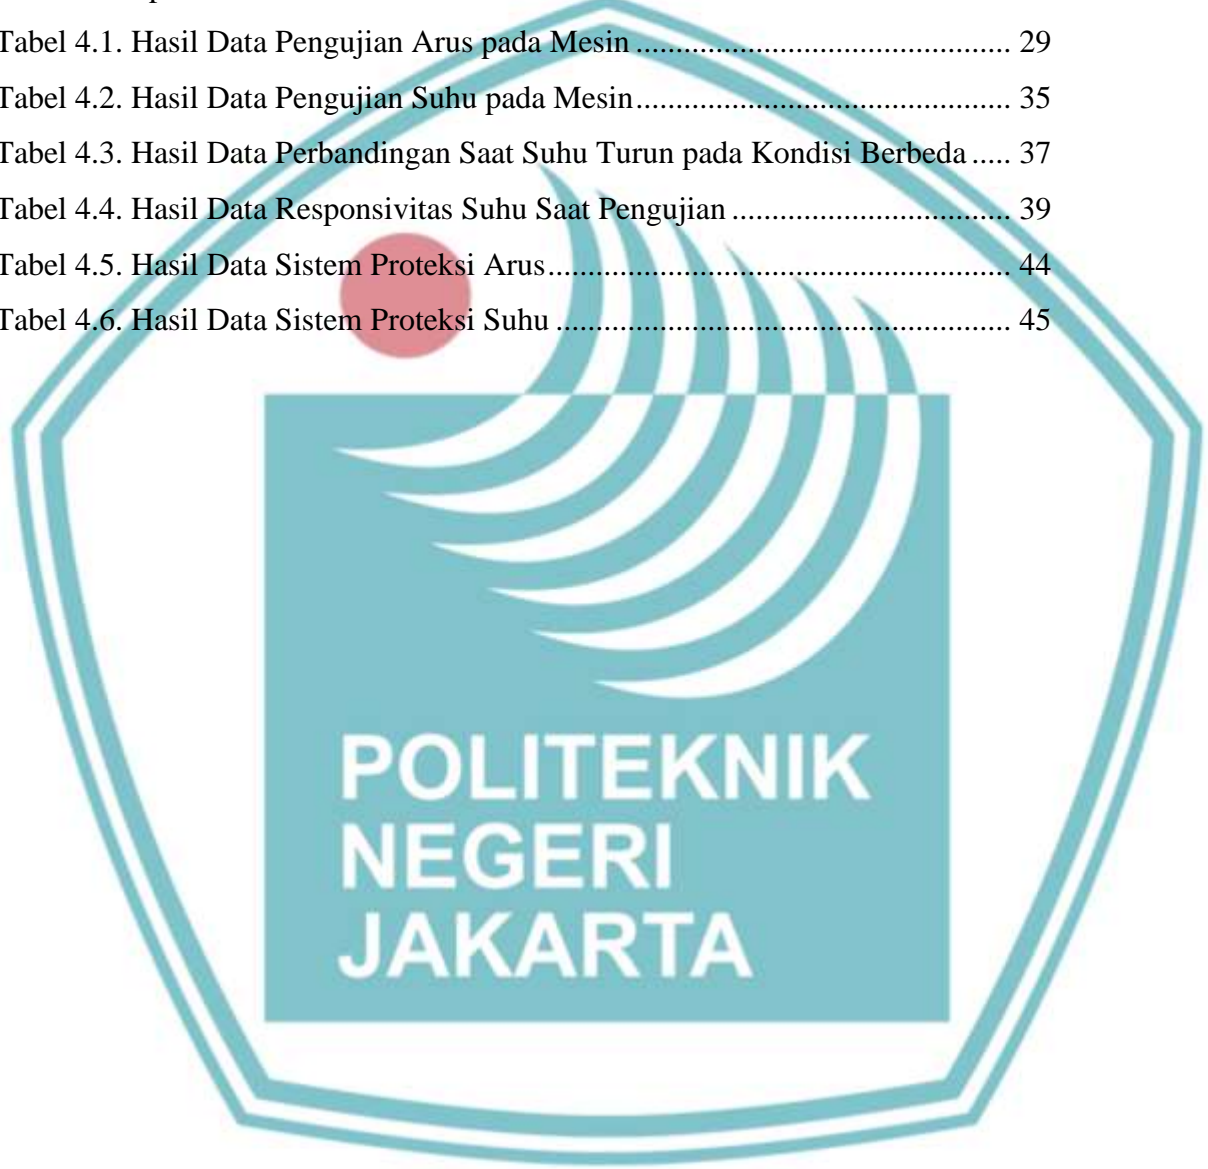 Tabel 4.1. Hasil Data Pengujian Arus pada Mesin ............................................... 29
Tabel 4.2. Hasil Data Pengujian Suhu pada Mesin............................................... 35
Tabel 4.3. Hasil Data Perbandingan Saat Suhu Turun pada Kondisi Berbeda ..... 37
Tabel 4.4. Hasil Data Responsivitas Suhu Saat Pengujian ................................... 39
Tabel 4.5. Hasil Data Sistem Proteksi Arus.......................................................... 44
Tabel 4.6. Hasil Data Sistem Proteksi Suhu ......................................................... 45
POLITEKNIK
NEGERI
JAKARTA